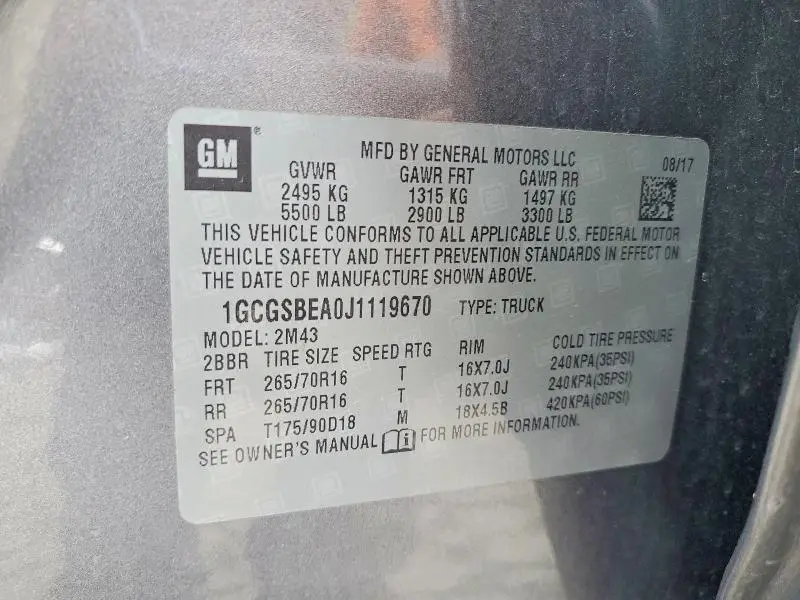 GM®
MFD BY GENERAL MOTORS LLC 08/17
GVWR GAWR FRT GAWR RR
2495 KG 1315 KG 1497 KG
5500 LB 2900 LB 3300 LB
THIS VEHICLE CONFORMS TO ALL APPLICABLE U.S. FEDERAL MOTOR
VEHICLE SAFETY AND THEFT PREVENTION STANDARDS IN EFFECT ON
THE DATE OF MANUFACTURE SHOWN ABOVE.
1GCGSBEA0J1119670 TYPE: TRUCK
MODEL: 2M43
2BBR TIRE SIZE SPEED RTG RIM COLD TIRE PRESSURE
FRT 265/70R16 T 16X7.0J 240KPA(35PSI)
RR 265/70R16 T 16X7.0J 240KPA(35PSI)
SPA T175/90D18 M 18X4.5B 420KPA(60PSI)
SEE OWNER'S MANUAL FOR MORE INFORMATION.